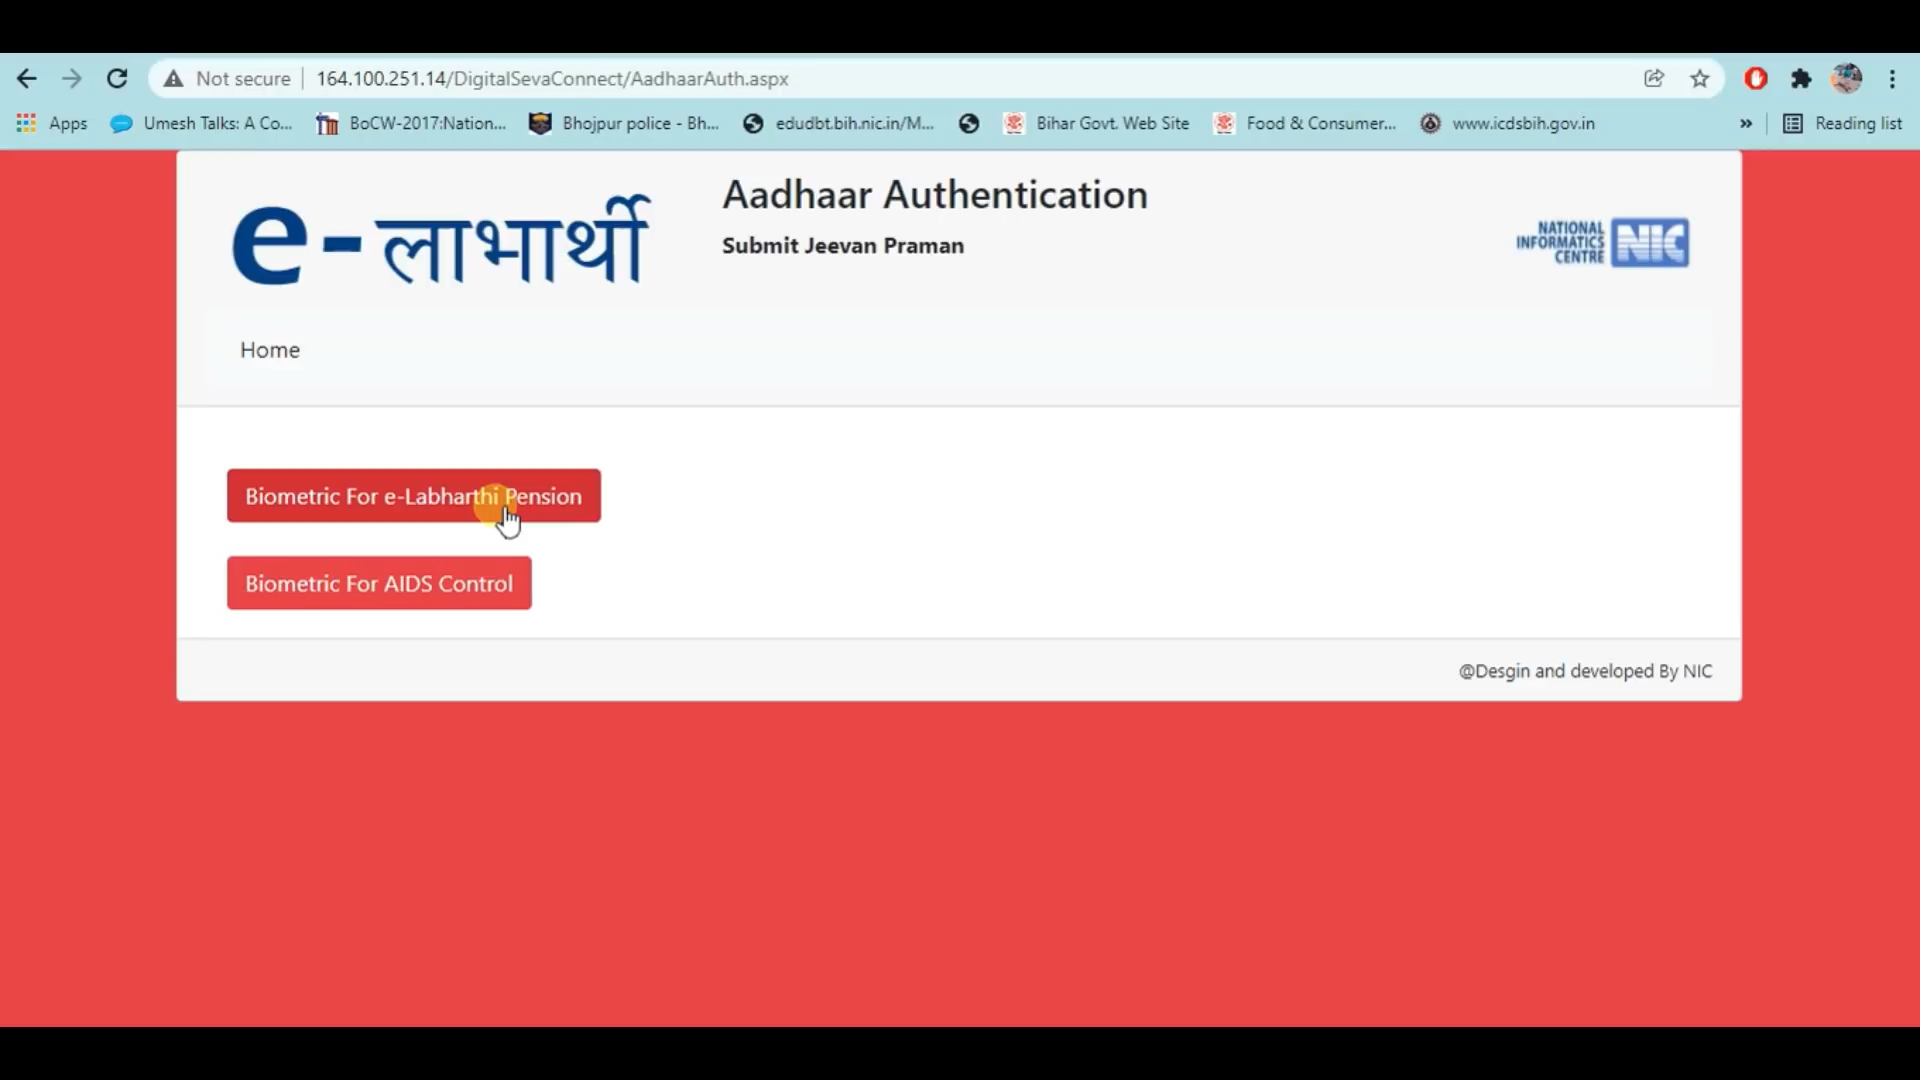 Not secure | 164.100.251.14/DigitalSevaConnect/AadhaarAuth.aspx
Apps Umesh Talks: A Co... BoCW-2017:Nation... Bhojpur police - Bh... edudbt.bih.nic.in/M... Bihar Govt. Web Site Food & Consumer... www.icdsbih.gov.in » Reading list
e-लाभार्थी
Aadhaar Authentication
Submit Jeevan Praman
NATIONAL
INFORMATICS
CENTRE
NIC
Home
Biometric For e-Labharthi Pension
Biometric For AIDS Control
@Desgin and developed By NIC